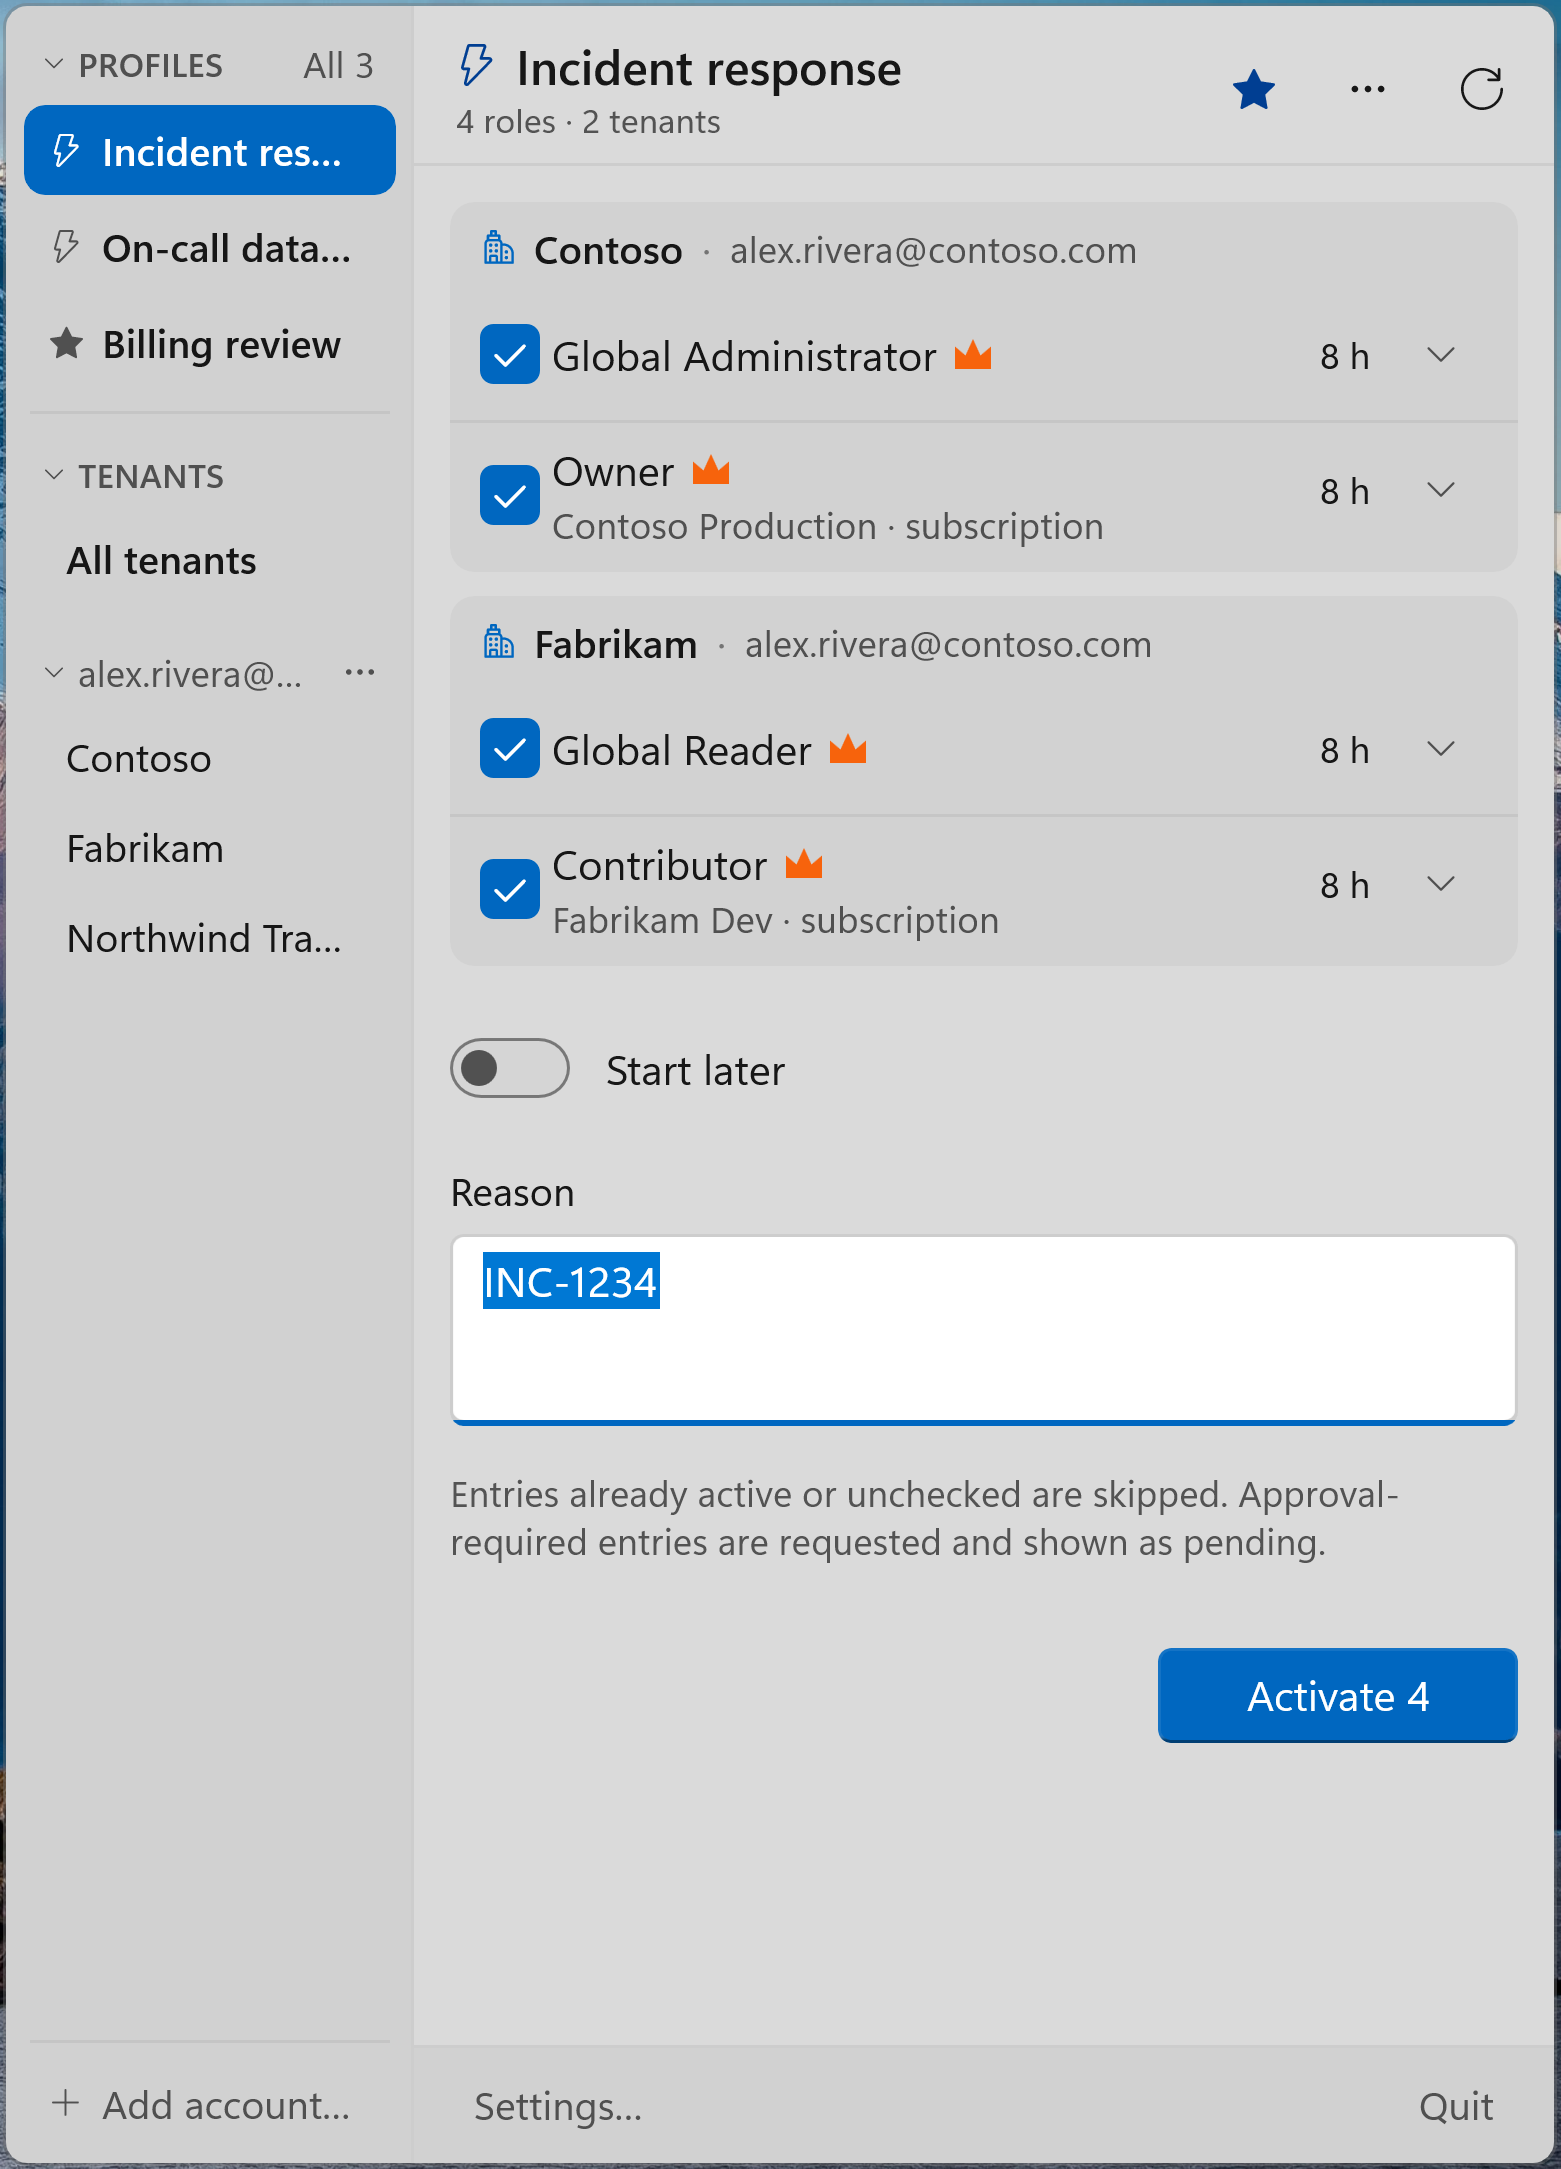 PROFILES All 3
Incident res...
On-call data...
Billing review
TENANTS
All tenants
alex.rivera@... ...
Contoso
Fabrikam
Northwind Tra...
+ Add account...
Incident response
4 roles · 2 tenants
Contoso · alex.rivera@contoso.com
Global Administrator 8 h
Owner 8 h
Contoso Production · subscription
Fabrikam · alex.rivera@contoso.com
Global Reader 8 h
Contributor 8 h
Fabrikam Dev · subscription
Start later
Reason
INC-1234
Entries already active or unchecked are skipped. Approval-
required entries are requested and shown as pending.
Activate 4
Settings... Quit